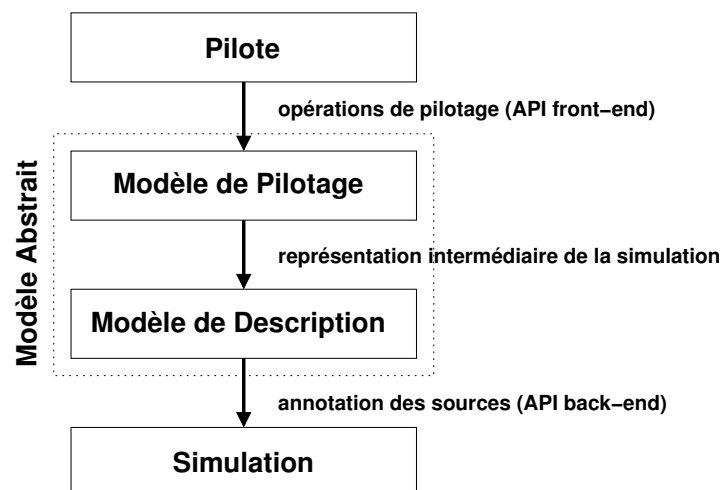 Pilote
opérations de pilotage (API front−end)
Modèle Abstrait
Modèle de Pilotage
représentation intermédiaire de la simulation
Modèle de Description
annotation des sources (API back−end)
Simulation